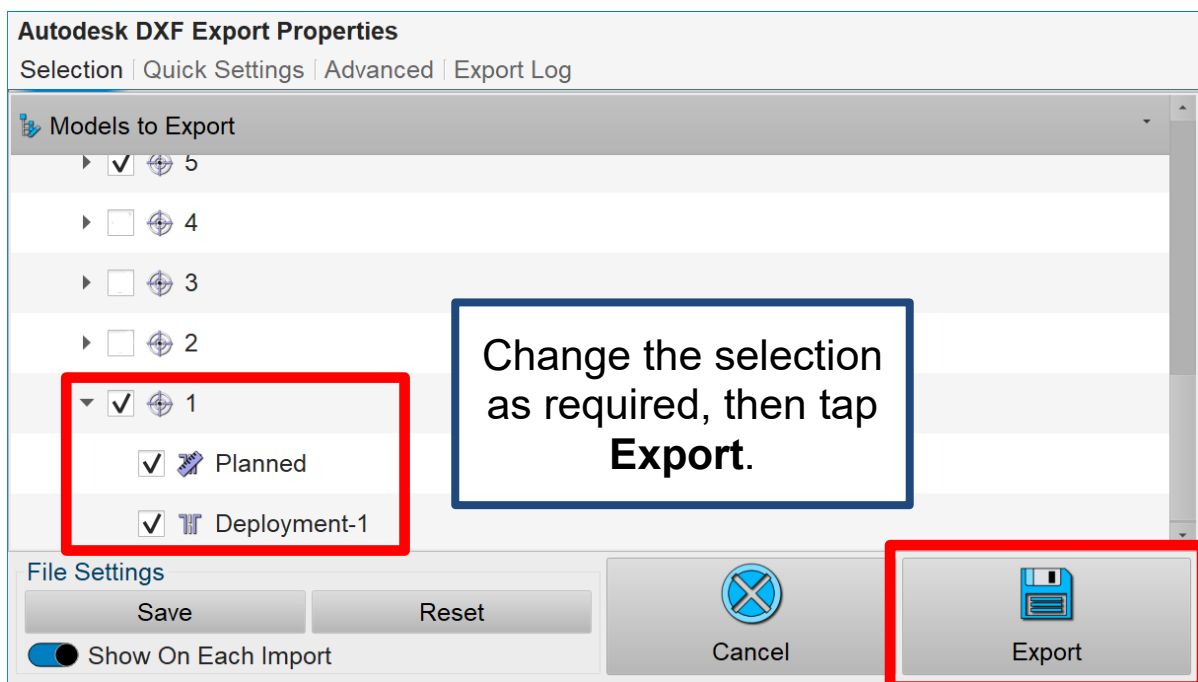 Autodesk DXF Export Properties
Selection | Quick Settings | Advanced | Export Log
Models to Export
5
4
3
2
1
Planned
Deployment-1
Change the selection
as required, then tap
Export.
File Settings
Save Reset
Show On Each Import
Cancel
Export